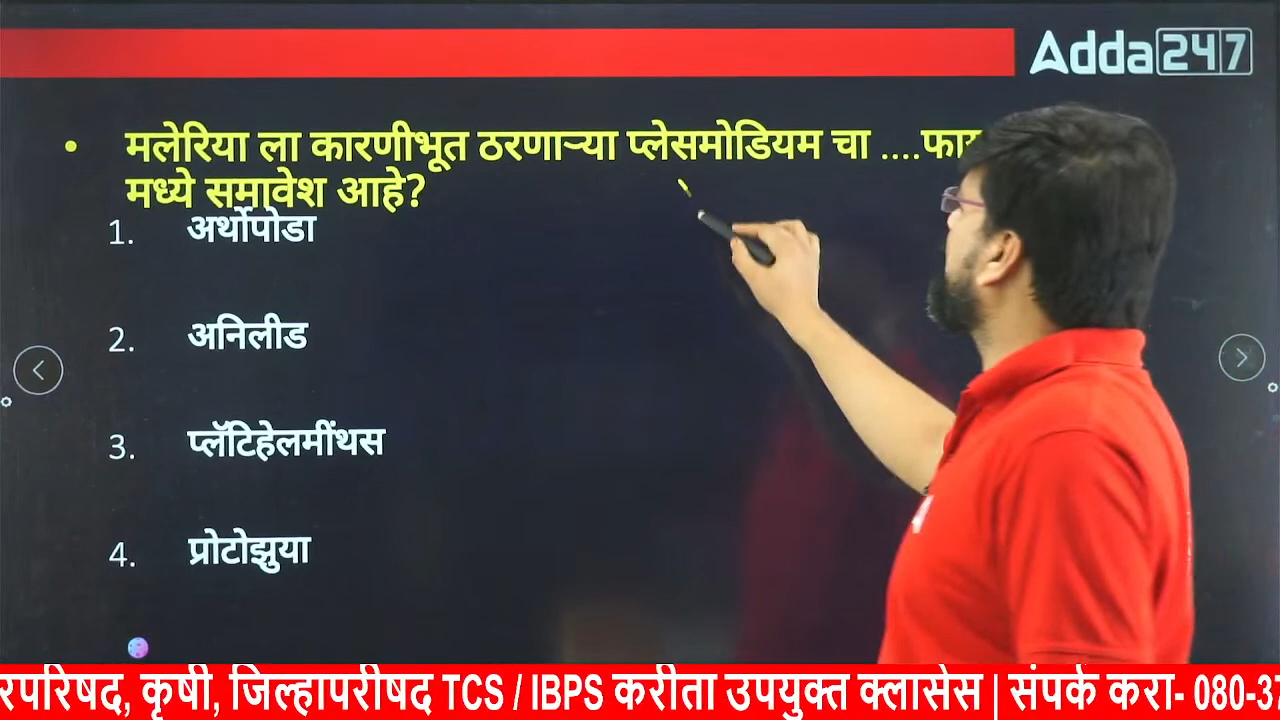 Adda247
• मलेरिया ला कारणीभूत ठरणाऱ्या प्लेसमोडियम चा ....
मध्ये समावेश आहे?
1. अर्थोपोडा
2. अनिलीड
3. प्लॅटिहेलमींथस
4. प्रोटोझुया
रपरिषद, कृषी, जिल्हापरीषद TCS / IBPS करीता उपयुक्त क्लासेस | संपर्क करा- 080-37